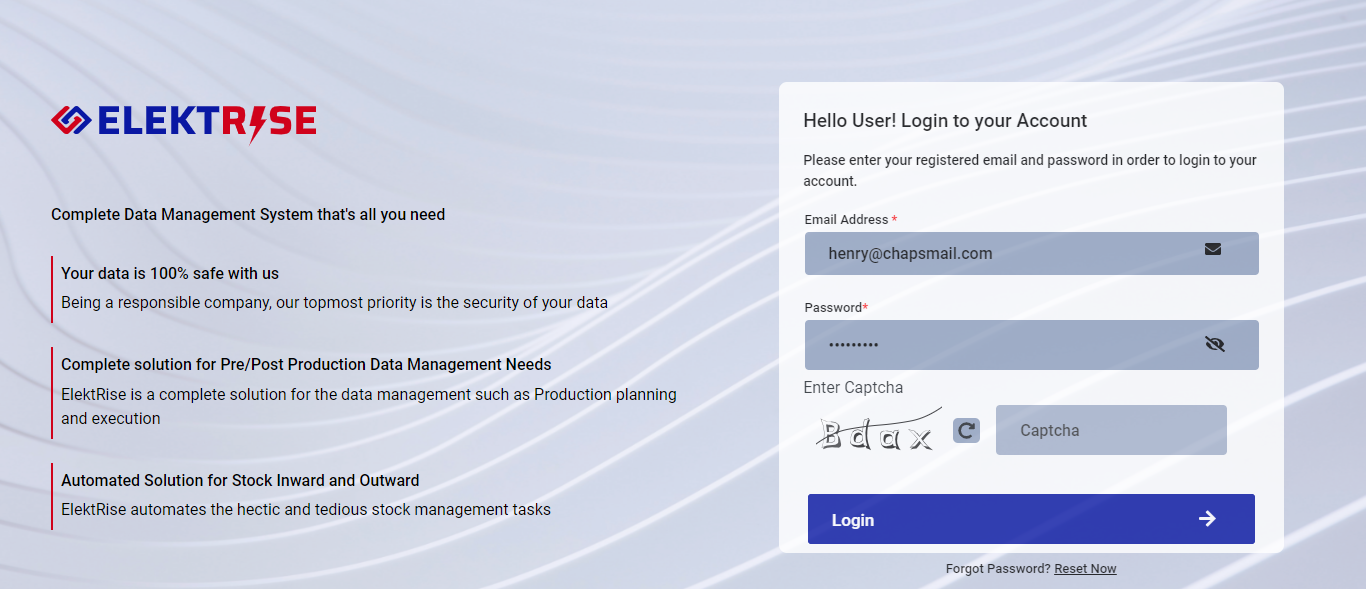 ELEKTRISE
Complete Data Management System that's all you need
Your data is 100% safe with us
Being a responsible company, our topmost priority is the security of your data
Complete solution for Pre/Post Production Data Management Needs
ElektRise is a complete solution for the data management such as Production planning
and execution
Automated Solution for Stock Inward and Outward
ElektRise automates the hectic and tedious stock management tasks
Hello User! Login to your Account
Please enter your registered email and password in order to login to your
account.
Email Address *
henry@chapsmail.com
Password*
•••••••••
Enter Captcha
Bdax
Captcha
Login
Forgot Password? Reset Now